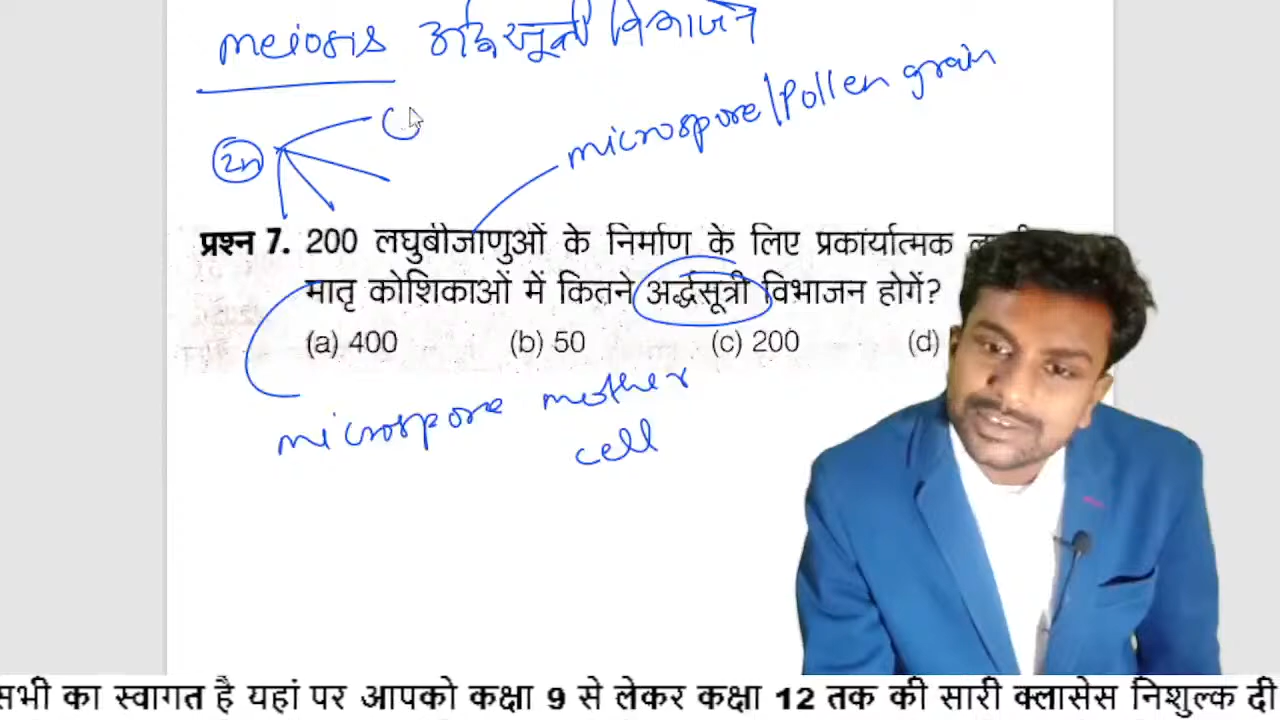 meiosis अर्द्धसूत्री विभाजन
microspore/Pollen grain
2n
प्रश्न 7. 200 लघुबीजाणुओं के निर्माण के लिए प्रकार्यात्मक
मातृ कोशिकाओं में कितने अर्द्धसूत्री विभाजन होगें?
(a) 400 (b) 50 (c) 200 (d)
microspore mother
cell
सभी का स्वागत है यहां पर आपको कक्षा 9 से लेकर कक्षा 12 तक की सारी क्लासेस निशुल्क दी